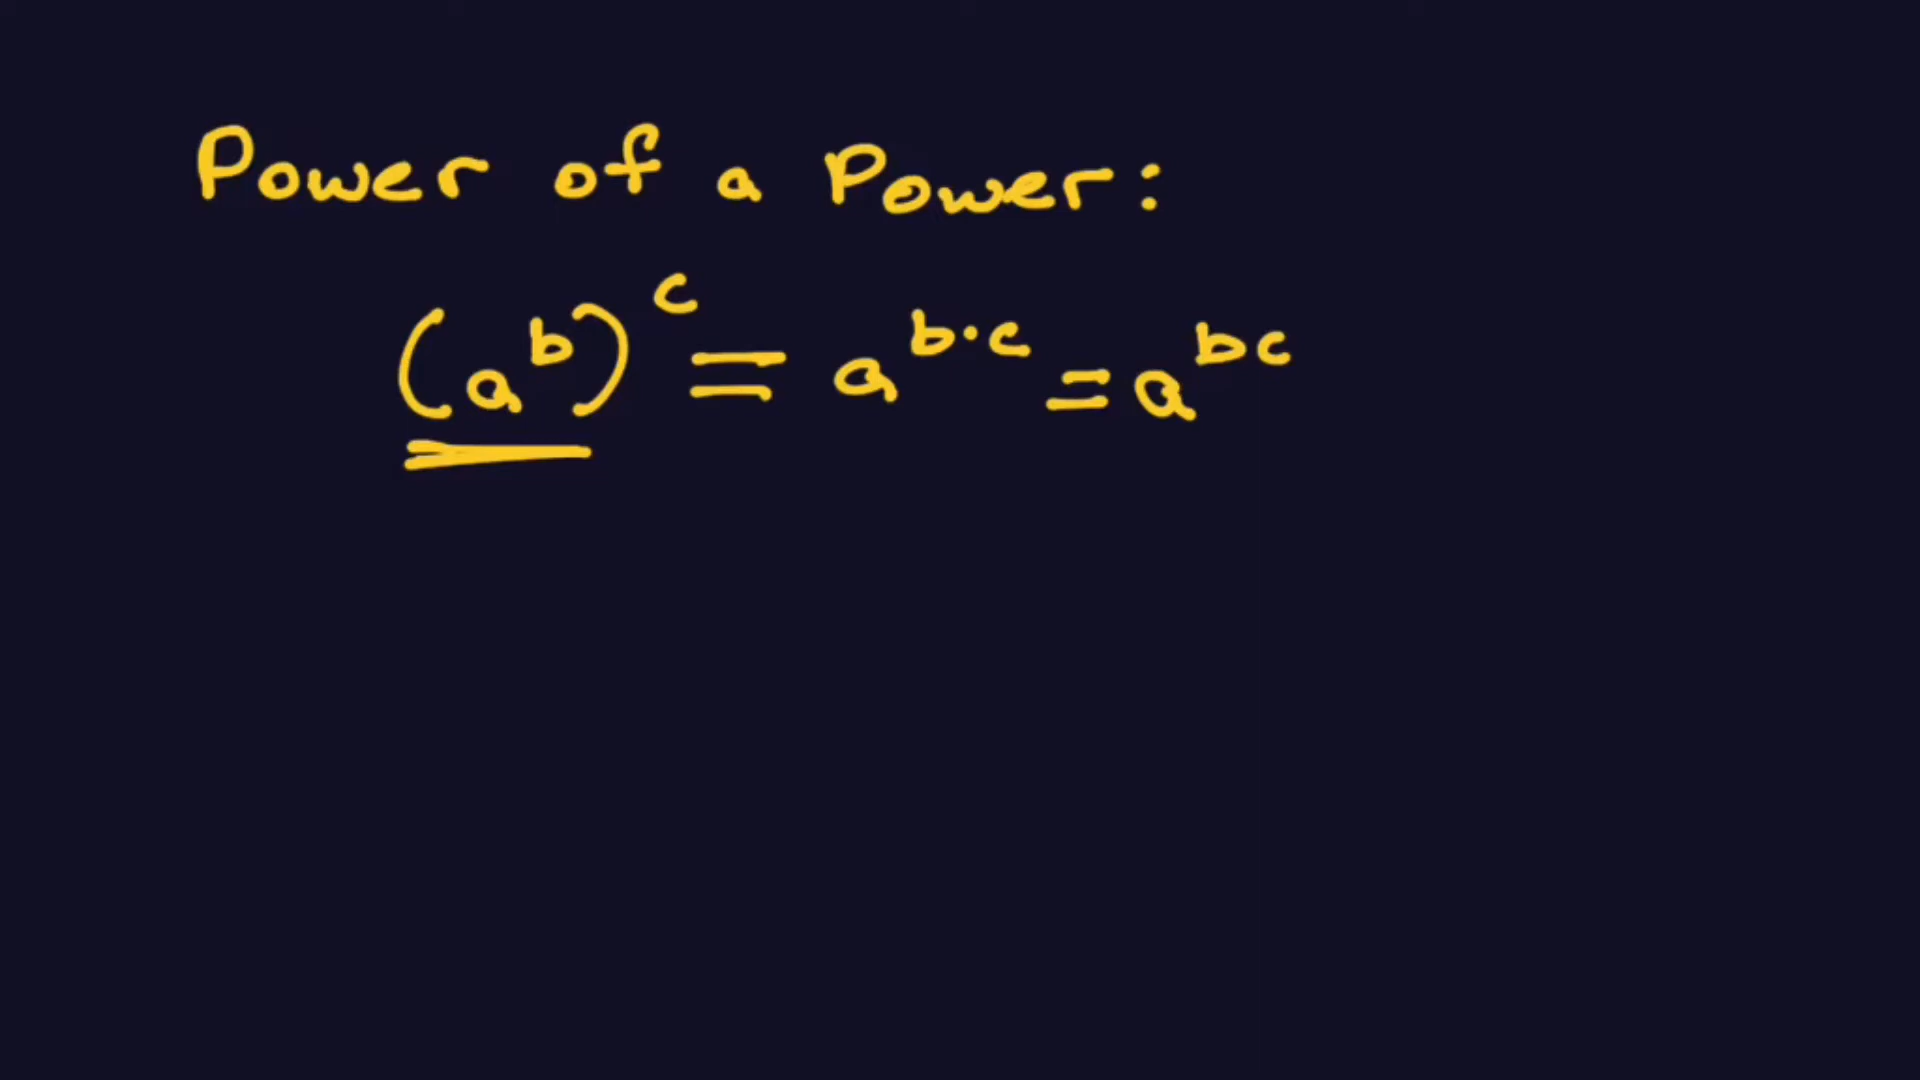 Power of a Power:
(a^b)^c = a^{b·c} = a^{bc}